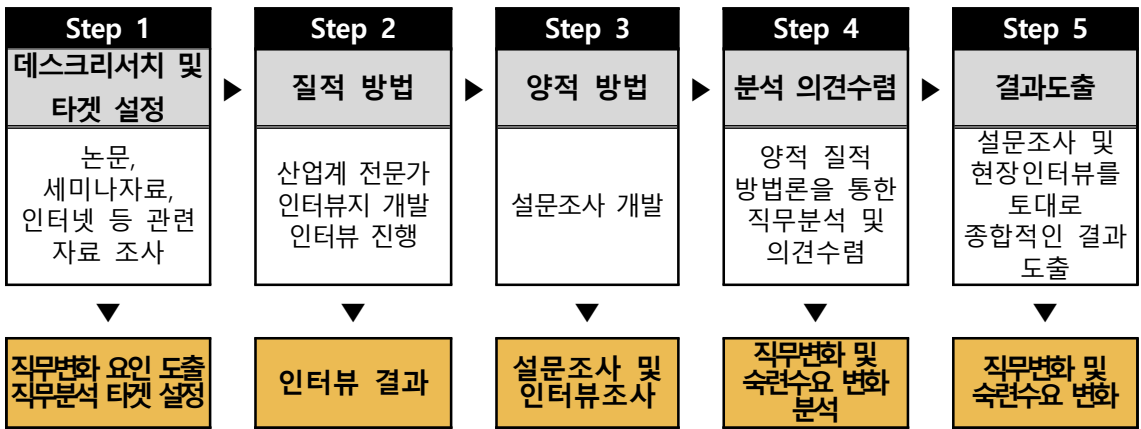 Step 1
데스크리서치 및
타겟 설정
논문,
세미나자료,
인터넷 등 관련
자료 조사
직무변화 요인 도출
직무분석 타겟 설정
Step 2
질적 방법
산업계 전문가
인터뷰지 개발
인터뷰 진행
인터뷰 결과
Step 3
양적 방법
설문조사 개발
설문조사 및
인터뷰조사
Step 4
분석 의견수렴
양적 질적
방법론을 통한
직무분석 및
의견수렴
직무변화 및
숙련수요 변화
분석
Step 5
결과도출
설문조사 및
현장인터뷰를
토대로
종합적인 결과
도출
직무변화 및
숙련수요 변화